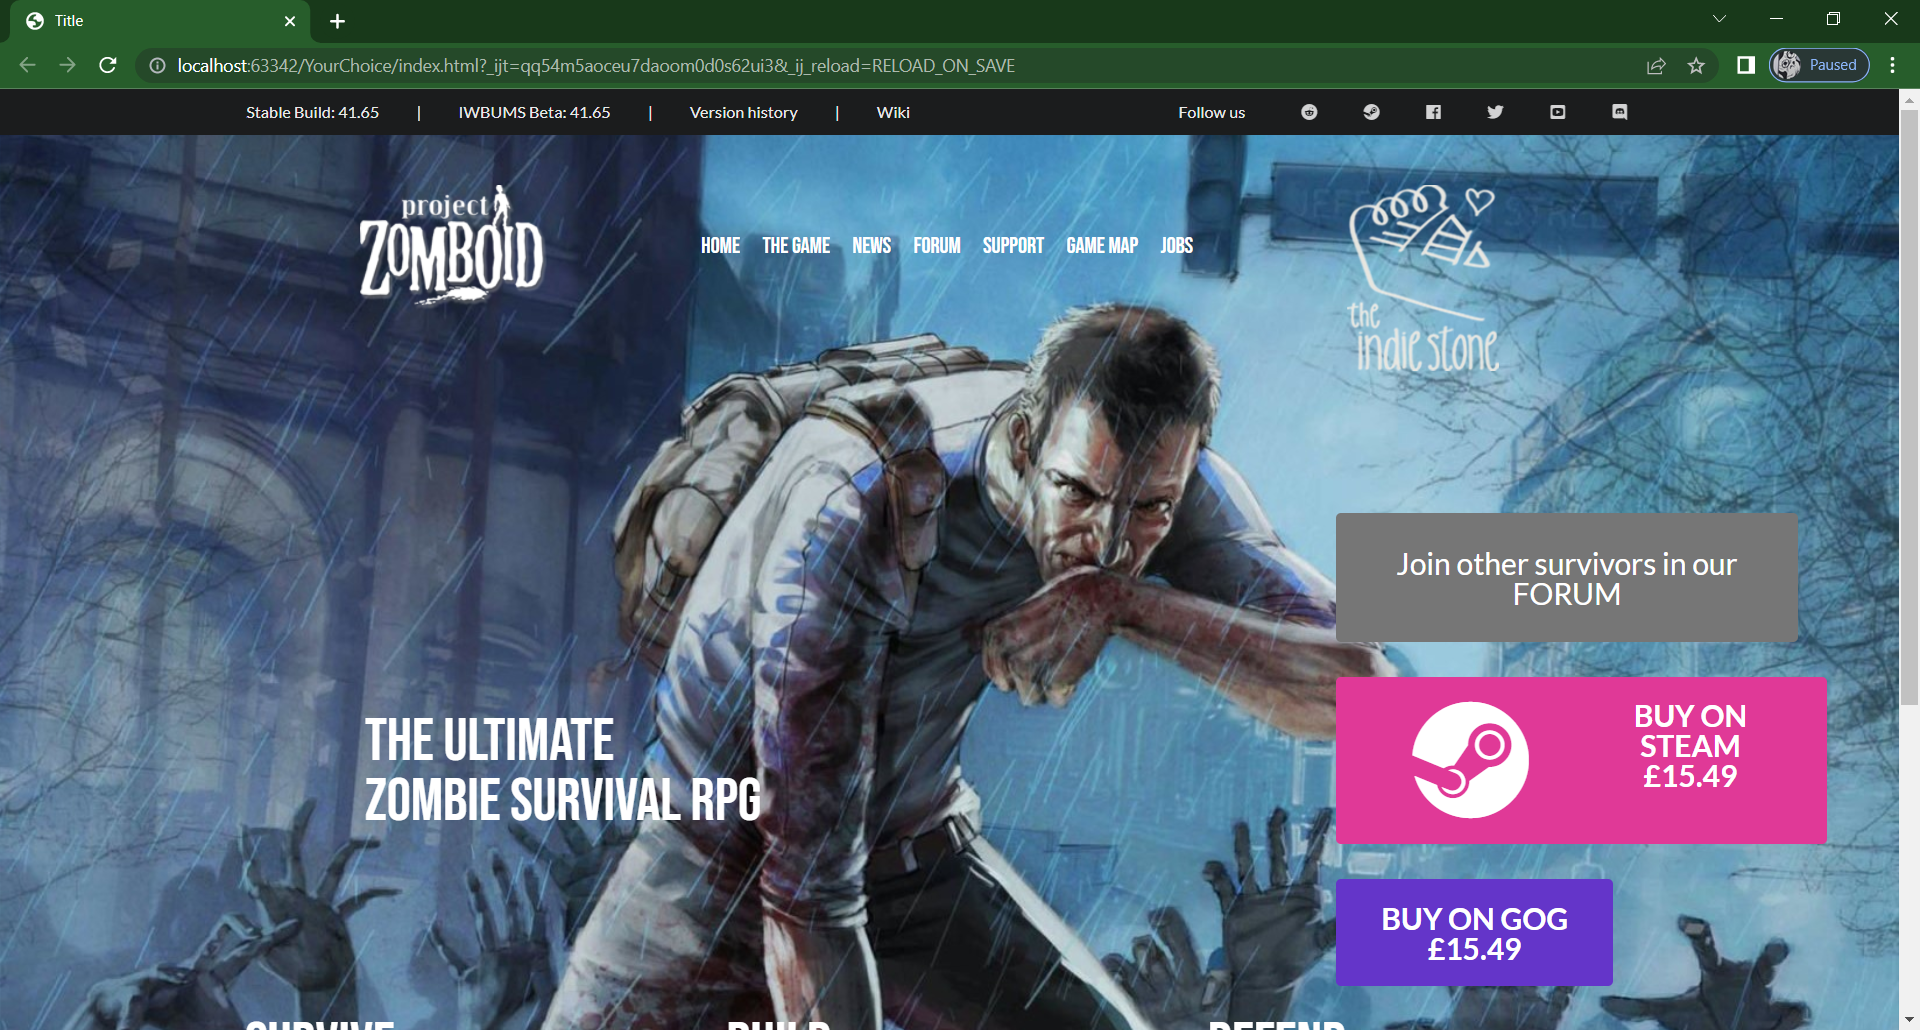 Title
localhost:63342/YourChoice/index.html?_ijt=qq54m5aoceu7daoom0d0s62ui3&_ij_reload=RELOAD_ON_SAVE
Paused
Stable Build: 41.65 | IWBUMS Beta: 41.65 | Version history | Wiki Follow us
project
ZOMBOID
HOME THE GAME NEWS FORUM SUPPORT GAME MAP JOBS
the
indie stone
Join other survivors in our
FORUM
BUY ON
STEAM
£15.49
THE ULTIMATE
ZOMBIE SURVIVAL RPG
BUY ON GOG
£15.49
SURVIVE BUILD DEFEND